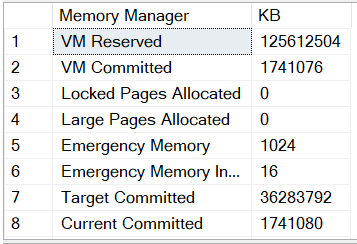 Memory Manager KB
1 VM Reserved 125612504
2 VM Committed 1741076
3 Locked Pages Allocated 0
4 Large Pages Allocated 0
5 Emergency Memory 1024
6 Emergency Memory In... 16
7 Target Committed 36283792
8 Current Committed 1741080